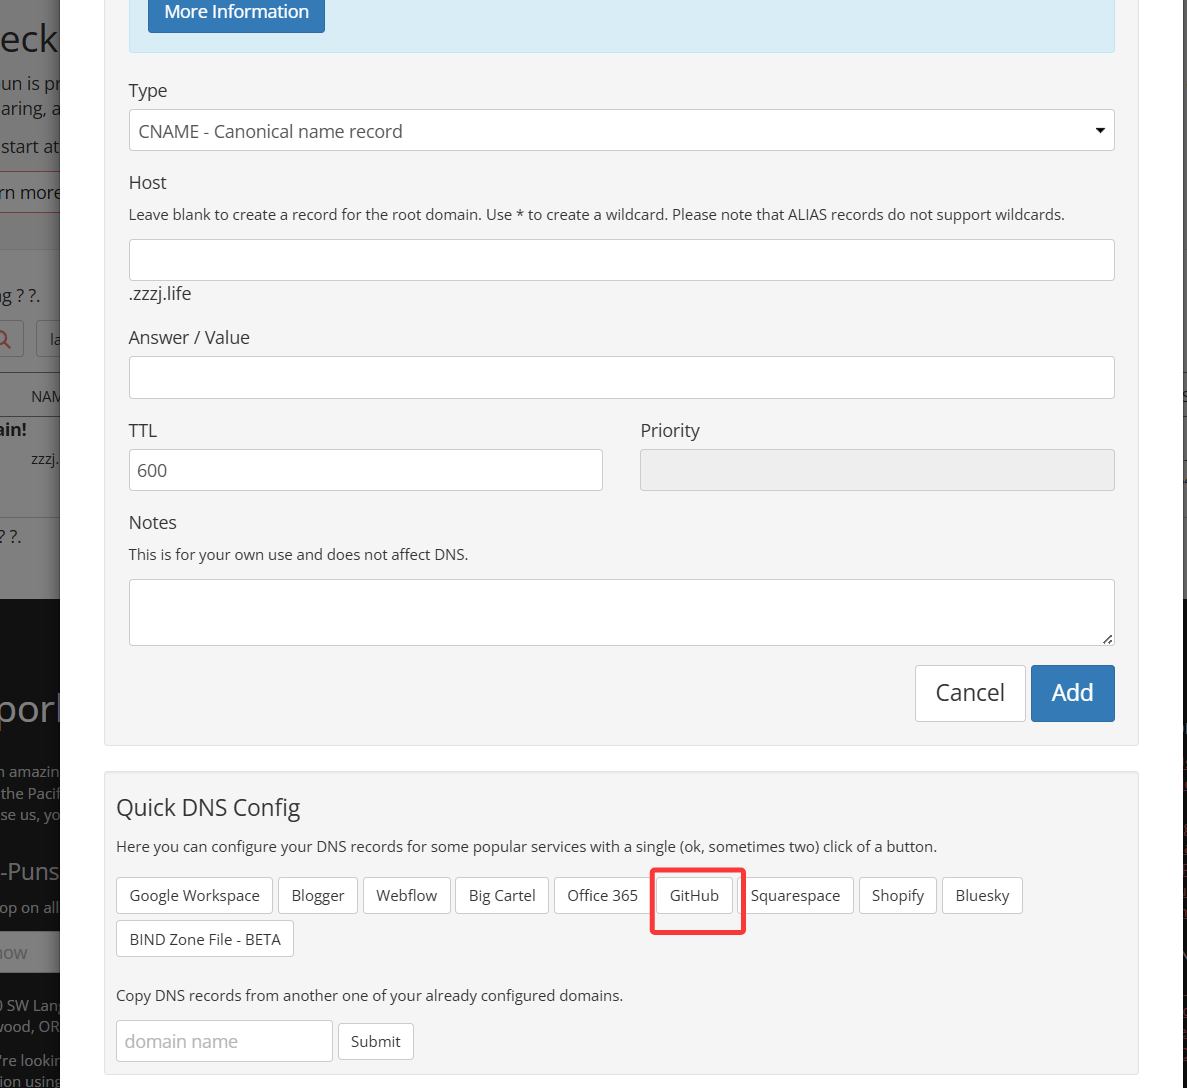 More Information
Type
CNAME - Canonical name record
Host
Leave blank to create a record for the root domain. Use * to create a wildcard. Please note that ALIAS records do not support wildcards.
.zzzj.life
Answer / Value
TTL
Priority
600
Notes
This is for your own use and does not affect DNS.
Cancel
Add
Quick DNS Config
Here you can configure your DNS records for some popular services with a single (ok, sometimes two) click of a button.
Google Workspace
Blogger
Webflow
Big Cartel
Office 365
GitHub
Squarespace
Shopify
Bluesky
BIND Zone File - BETA
Copy DNS records from another one of your already configured domains.
domain name
Submit
eck
un is pr
aring, a
start at
rn more
g ? ?.
la
NAM
ain!
zzzj.
? ?.
porl
n amazin
the Pacif
se us, yo
-Puns
op on all
now
0 SW Lang
wood, OR
're lookin
tion using